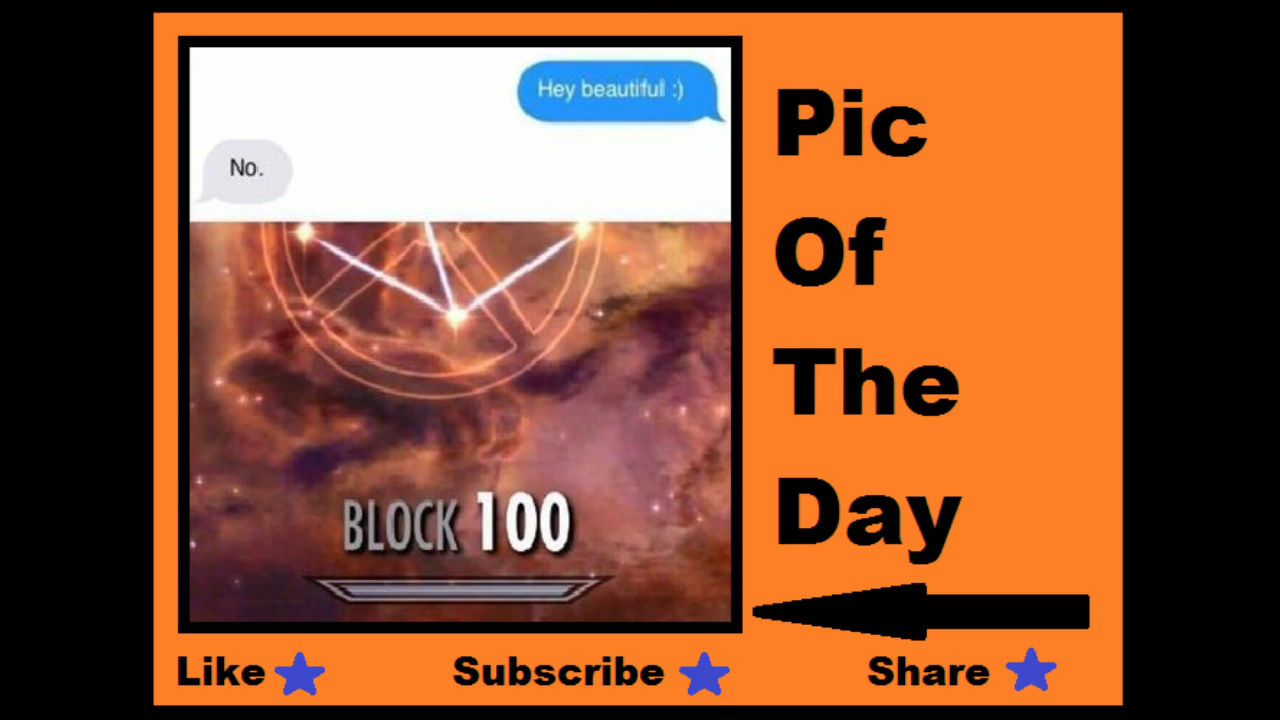 Hey beautiful :)
No.
BLOCK 100
Pic
Of
The
Day
Like
Subscribe
Share